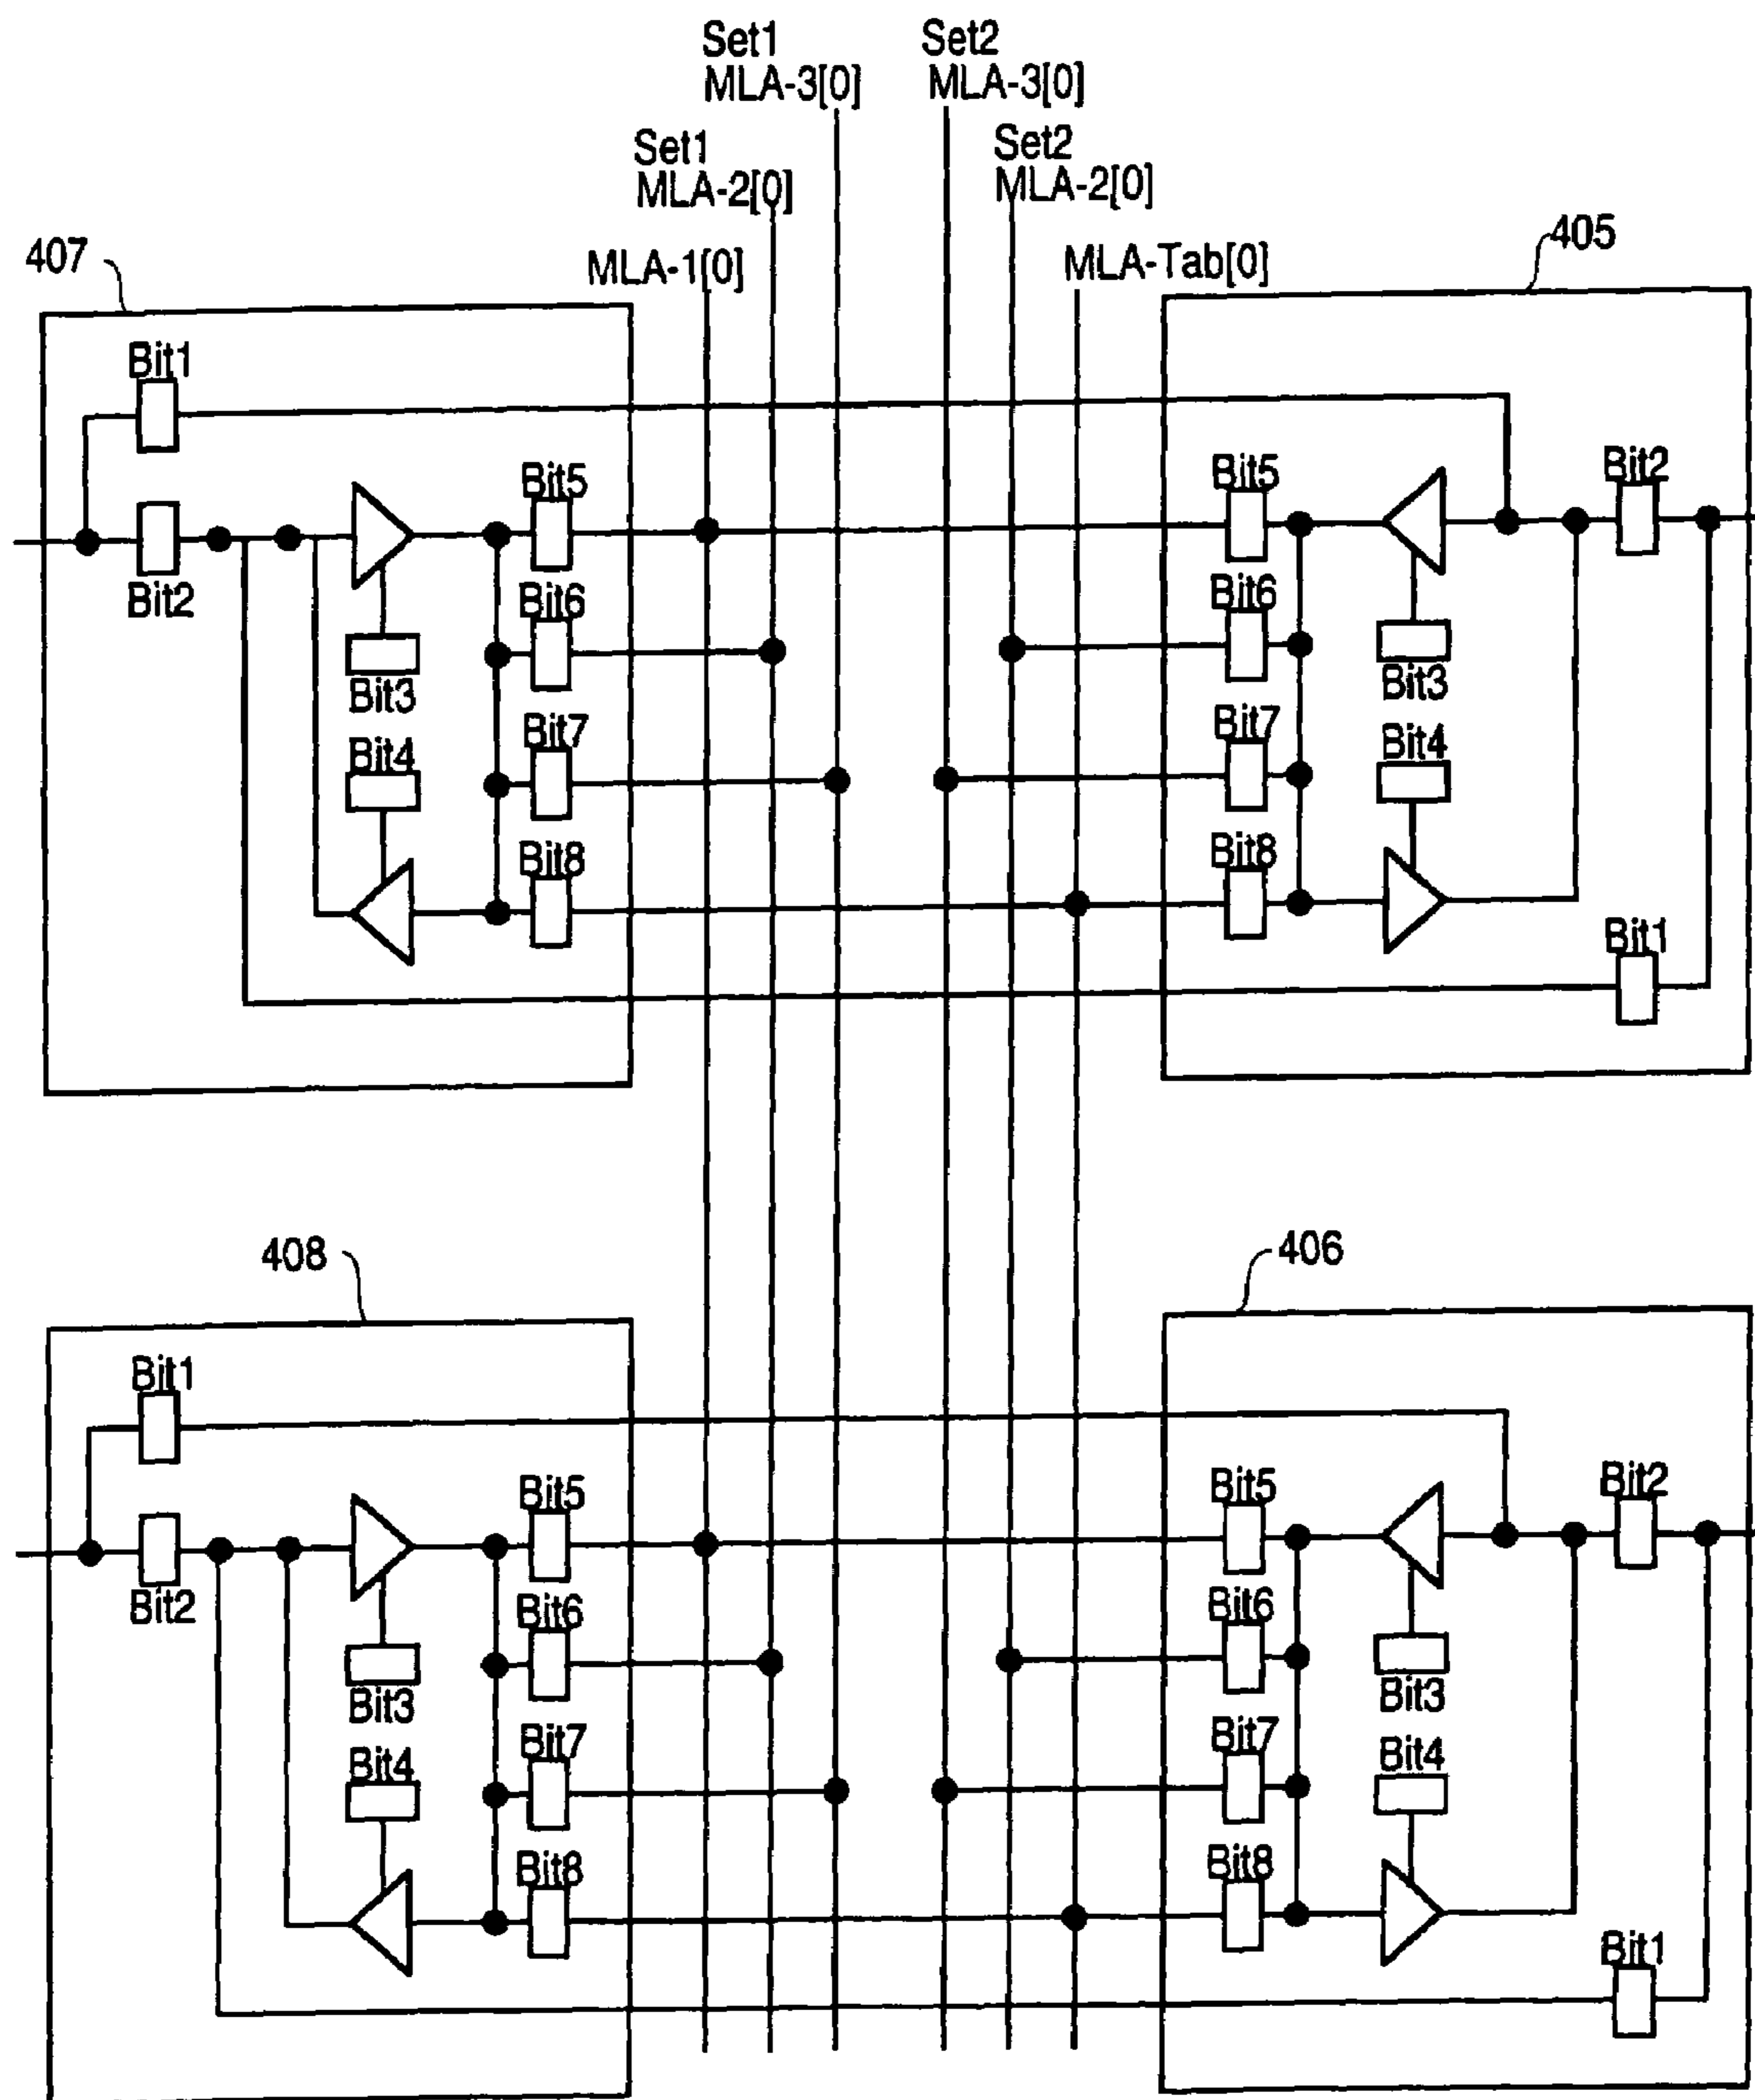 Set1
MLA-3[0]
Set2
MLA-3[0]
Set1
MLA-2[0]
Set2
MLA-2[0]
MLA-1[0]
MLA-Tab[0]
407
405
Bit1
Bit2
Bit3
Bit4
Bit5
Bit6
Bit7
Bit8
Bit5
Bit6
Bit7
Bit8
Bit2
Bit3
Bit4
Bit1
408
406
Bit1
Bit2
Bit3
Bit4
Bit5
Bit6
Bit7
Bit8
Bit5
Bit6
Bit7
Bit8
Bit2
Bit3
Bit4
Bit1